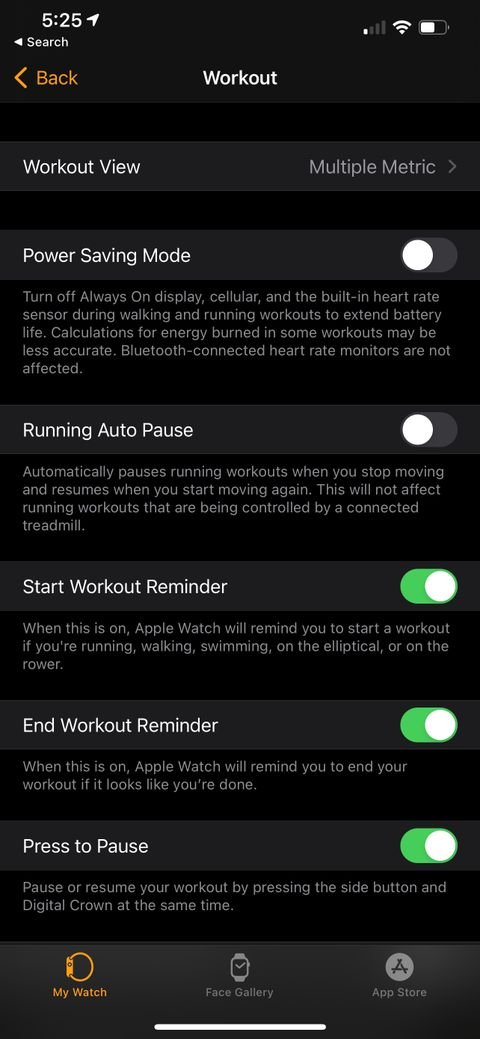 5:25
Search
Back
Workout
Workout View
Multiple Metric
Power Saving Mode
Turn off Always On display, cellular, and the built-in heart rate
sensor during walking and running workouts to extend battery
life. Calculations for energy burned in some workouts may be
less accurate. Bluetooth-connected heart rate monitors are not
affected.
Running Auto Pause
Automatically pauses running workouts when you stop moving
and resumes when you start moving again. This will not affect
running workouts that are being controlled by a connected
treadmill.
Start Workout Reminder
When this is on, Apple Watch will remind you to start a workout
if you're running, walking, swimming, on the elliptical, or on the
rower.
End Workout Reminder
When this is on, Apple Watch will remind you to end your
workout if it looks like you're done.
Press to Pause
Pause or resume your workout by pressing the side button and
Digital Crown at the same time.
My Watch
Face Gallery
App Store